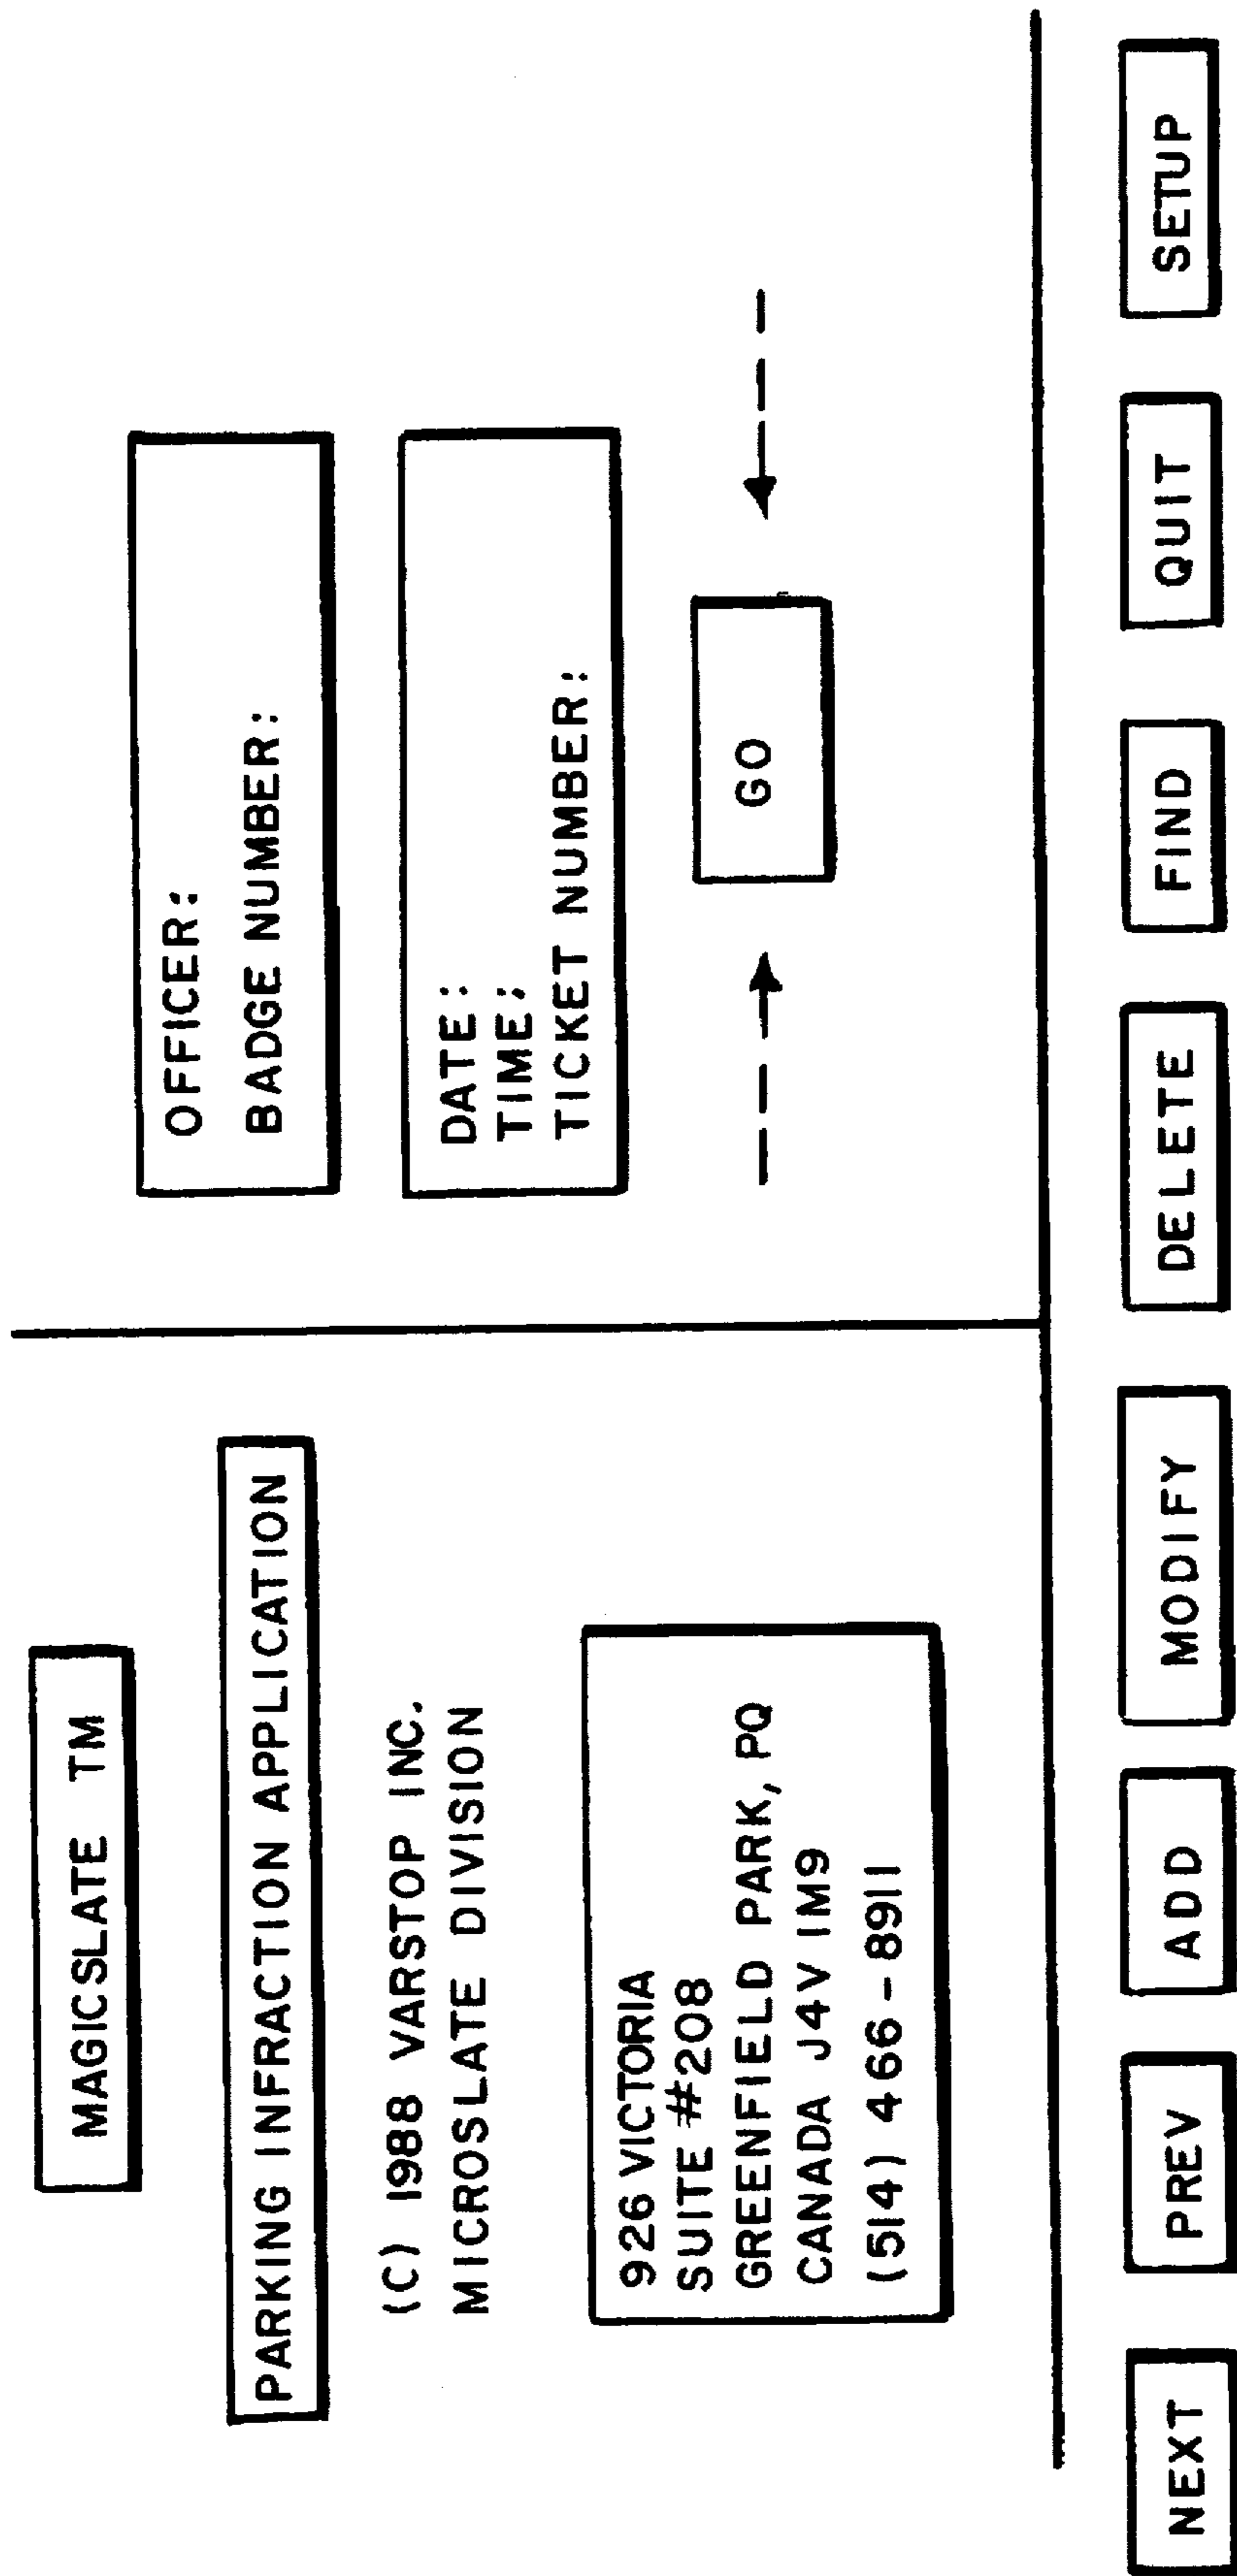 MAGICSLATE TM
PARKING INFRACTION APPLICATION
(C) 1988 VARSTOP INC.
MICROSLATE DIVISION
926 VICTORIA
SUITE #208
GREENFIELD PARK, PQ
CANADA J4V 1M9
(514) 466-8911
OFFICER:
BADGE NUMBER:
DATE:
TIME:
TICKET NUMBER:
GO
NEXT PREV ADD MODIFY DELETE FIND QUIT SETUP